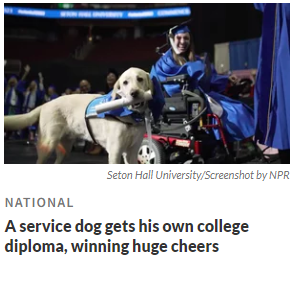 Seton Hall University/Screenshot by NPR
NATIONAL
A service dog gets his own college
diploma, winning huge cheers